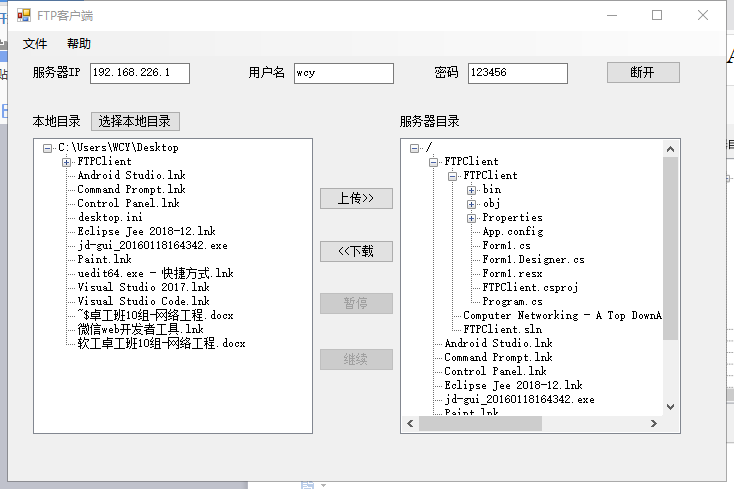 FTP客户端
文件 帮助
服务器IP 192.168.226.1 用户名 wcy 密码 123456 断开
本地目录 选择本地目录
C:\Users\WCY\Desktop
FTPClient
Android Studio.lnk
Command Prompt.lnk
Control Panel.lnk
desktop.ini
Eclipse Jee 2018-12.lnk
jd-gui_20160118164342.exe
Paint.lnk
uedit64.exe - 快捷方式.lnk
Visual Studio 2017.lnk
Visual Studio Code.lnk
~$卓工班10组-网络工程.docx
微信web开发者工具.lnk
软工卓工班10组-网络工程.docx
上传>>
<<下载
暂停
继续
服务器目录
/
FTPClient
FTPClient
bin
obj
Properties
App.config
Form1.cs
Form1.Designer.cs
Form1.resx
FTPClient.csproj
Program.cs
Computer Networking - A Top DownA
FTPClient.sln
Android Studio.lnk
Command Prompt.lnk
Control Panel.lnk
Eclipse Jee 2018-12.lnk
jd-gui_20160118164342.exe
Paint.lnk